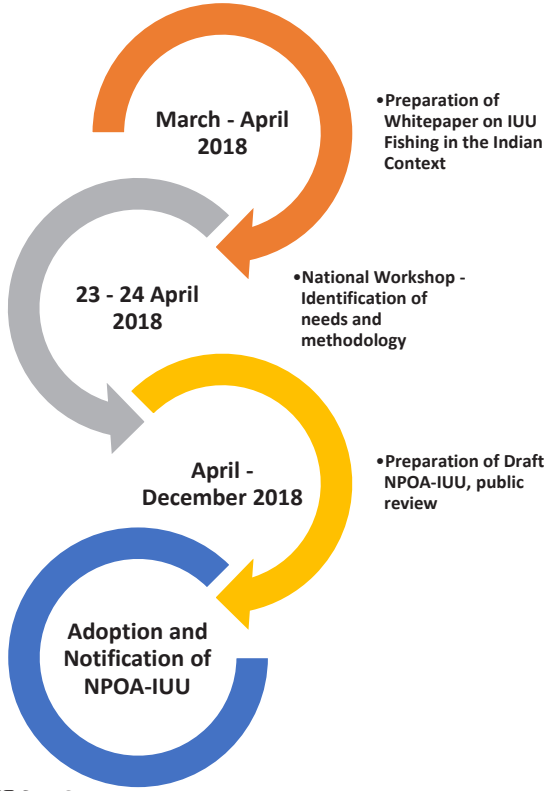 March - April
2018
•Preparation of
Whitepaper on IUU
Fishing in the Indian
Context
23 - 24 April
2018
•National Workshop -
Identification of
needs and
methodology
April -
December 2018
•Preparation of Draft
NPOA-IUU, public
review
Adoption and
Notification of
NPOA-IUU